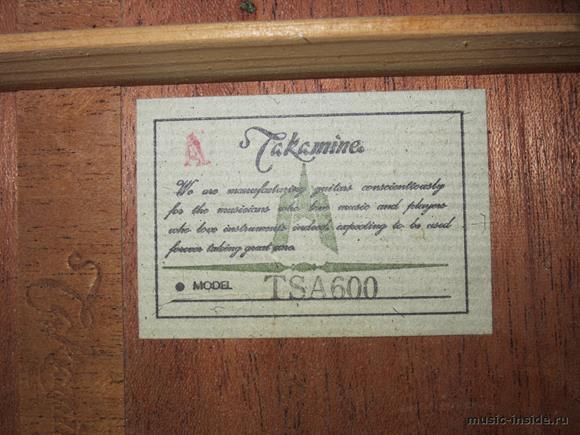 A
Takamine
We are manufacturing guitars conscientiously
for the musicians who love music and players
who love instruments indeed expecting to be used
forever taking great care.
MODEL TSA600
music-inside.ru